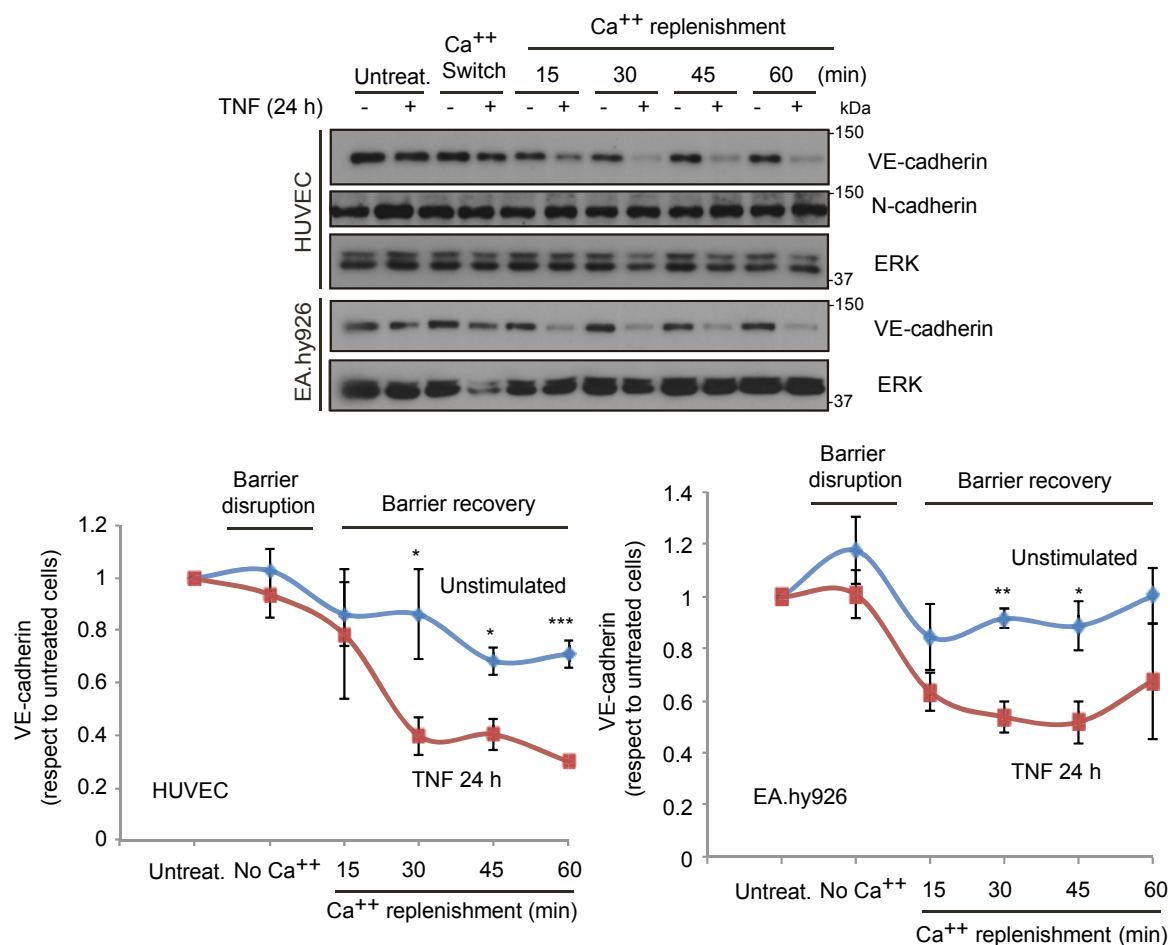 Ca++ Switch
Ca++ replenishment
Untreat.
15 30 45 60 (min)
TNF (24 h) - + - + - + - + - + - + kDa
HUVEC
-150
VE-cadherin
-150
N-cadherin
ERK
-37
EA.hy926
-150
VE-cadherin
ERK
-37
Barrier disruption
Barrier recovery
VE-cadherin
(respect to untreated cells)
1.2
1
0.8
0.6
0.4
0.2
0
*
Unstimulated
*
***
TNF 24 h
HUVEC
Untreat. No Ca++ 15 30 45 60
Ca++ replenishment (min)
Barrier disruption
Barrier recovery
VE-cadherin
(respect to untreated cells)
1.4
1.2
1
0.8
0.6
0.4
0.2
0
Unstimulated
**
*
TNF 24 h
EA.hy926
Untreat. No Ca++ 15 30 45 60
Ca++ replenishment (min)